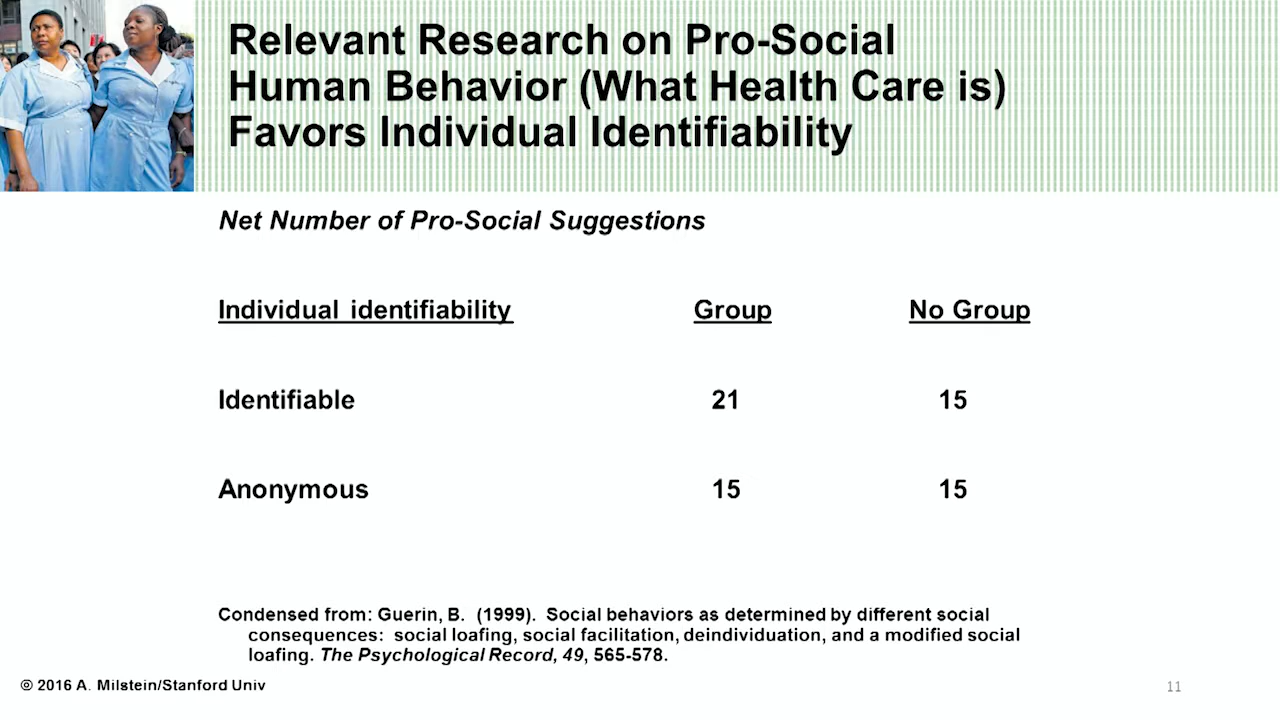 Relevant Research on Pro-Social
Human Behavior (What Health Care is)
Favors Individual Identifiability
Net Number of Pro-Social Suggestions
Individual identifiability Group No Group
Identifiable 21 15
Anonymous 15 15
Condensed from: Guerin, B. (1999). Social behaviors as determined by different social
consequences: social loafing, social facilitation, deindividuation, and a modified social
loafing. The Psychological Record, 49, 565-578.
© 2016 A. Milstein/Stanford Univ 11